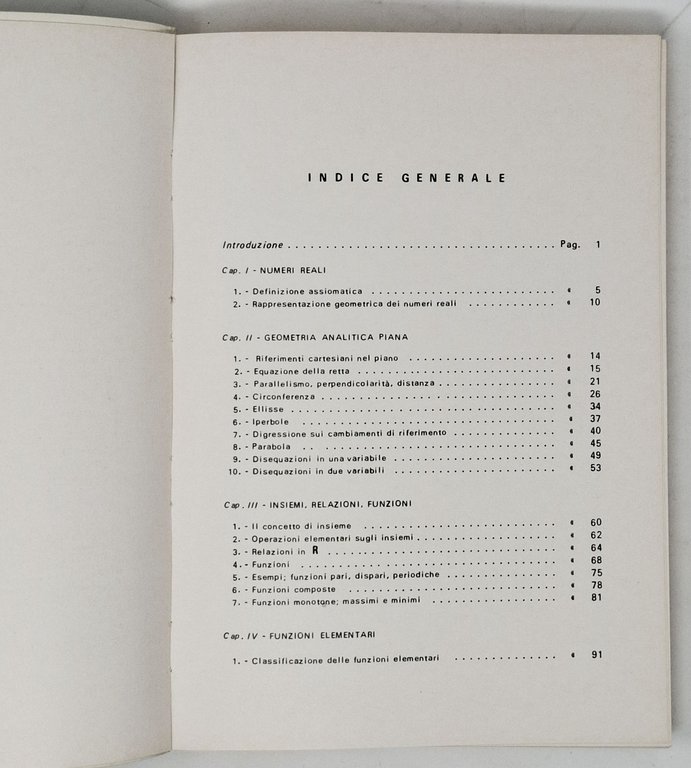 INDICE GENERALE
Introduzione . . . . . . . . . . . . . . . . . . . . . . . . . . . . . . . . . . . . Pag. 1
Cap. I - NUMERI REALI
1. - Definizione assiomatica . . . . . . . . . . . . . . . . . . . . . . . . . « 5
2. - Rappresentazione geometrica dei numeri reali . . . . . . . . . . . . « 10
Cap. II - GEOMETRIA ANALITICA PIANA
1. - Riferimenti cartesiani nel piano . . . . . . . . . . . . . . . . . . . . « 14
2. - Equazione della retta . . . . . . . . . . . . . . . . . . . . . . . . . . . « 15
3. - Parallelismo, perpendicolarità, distanza . . . . . . . . . . . . . . . . « 21
4. - Circonferenza . . . . . . . . . . . . . . . . . . . . . . . . . . . . . . . . « 26
5. - Ellisse . . . . . . . . . . . . . . . . . . . . . . . . . . . . . . . . . . . « 34
6. - Iperbole . . . . . . . . . . . . . . . . . . . . . . . . . . . . . . . . . . « 37
7. - Digressione sui cambiamenti di riferimento . . . . . . . . . . . . . . . « 40
8. - Parabola . . . . . . . . . . . . . . . . . . . . . . . . . . . . . . . . . « 45
9. - Disequazioni in una variabile . . . . . . . . . . . . . . . . . . . . . . « 49
10. - Disequazioni in due variabili . . . . . . . . . . . . . . . . . . . . . . « 53
Cap. III - INSIEMI, RELAZIONI, FUNZIONI
1. - Il concetto di insieme . . . . . . . . . . . . . . . . . . . . . . . . . . « 60
2. - Operazioni elementari sugli insiemi . . . . . . . . . . . . . . . . . . . « 62
3. - Relazioni in R . . . . . . . . . . . . . . . . . . . . . . . . . . . . . . . « 64
4. - Funzioni . . . . . . . . . . . . . . . . . . . . . . . . . . . . . . . . . . « 68
5. - Esempi; funzioni pari, dispari, periodiche . . . . . . . . . . . . . . . « 75
6. - Funzioni composte . . . . . . . . . . . . . . . . . . . . . . . . . . . . . « 78
7. - Funzioni monotone; massimi e minimi . . . . . . . . . . . . . . . . . « 81
Cap. IV - FUNZIONI ELEMENTARI
1. - Classificazione delle funzioni elementari . . . . . . . . . . . . . . « 91